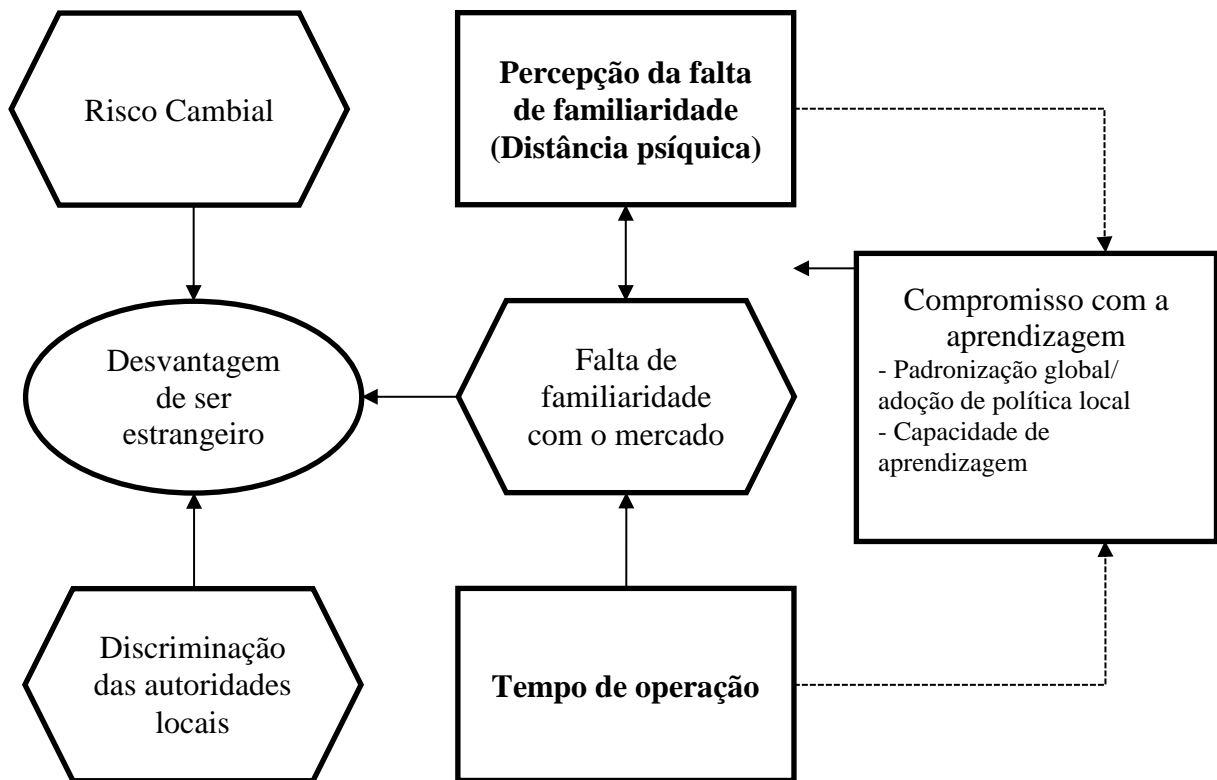 Risco Cambial
Percepção da falta
de familiaridade
(Distância psíquica)
Desvantagem
de ser
estrangeiro
Falta de
familiaridade
com o mercado
Compromisso com a
aprendizagem
- Padronização global/
adoção de política local
- Capacidade de
aprendizagem
Discriminação
das autoridades
locais
Tempo de operação